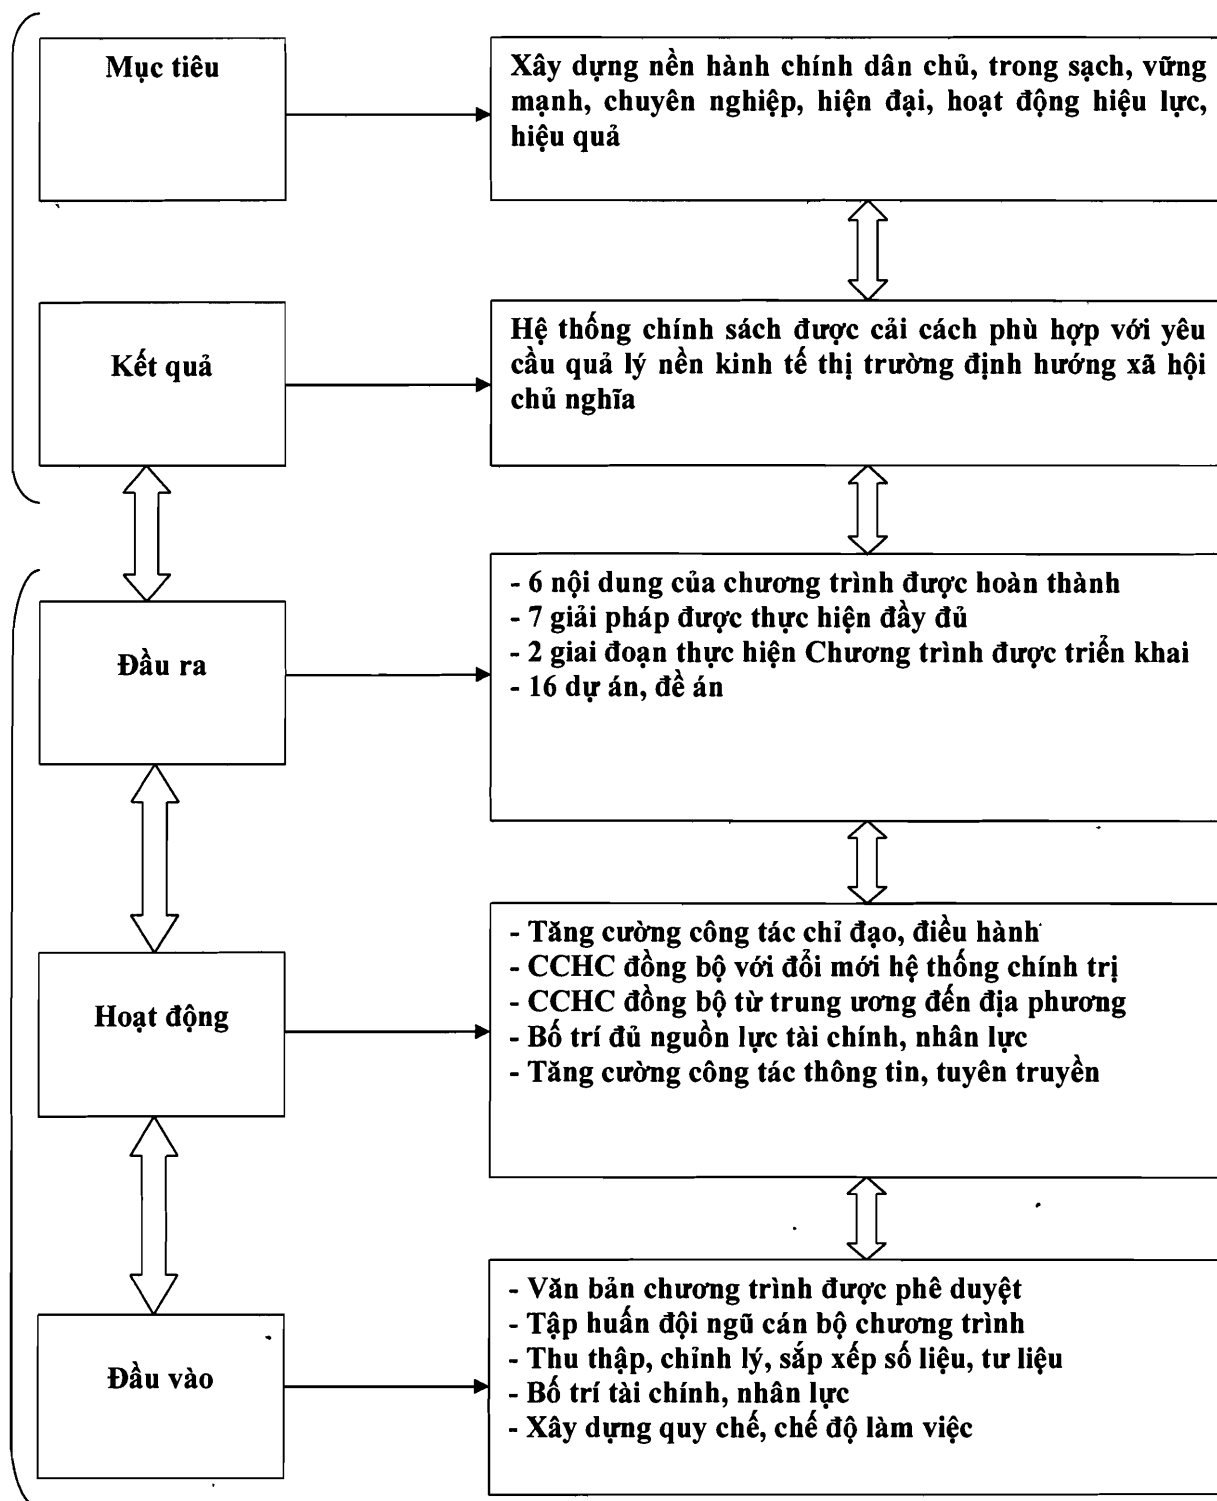 Mục tiêu
Xây dựng nền hành chính dân chủ, trong sạch, vững
mạnh, chuyên nghiệp, hiện đại, hoạt động hiệu lực,
hiệu quả
Kết quả
Hệ thống chính sách được cải cách phù hợp với yêu
cầu quả lý nền kinh tế thị trường định hướng xã hội
chủ nghĩa
Đầu ra
- 6 nội dung của chương trình được hoàn thành
- 7 giải pháp được thực hiện đầy đủ
- 2 giai đoạn thực hiện Chương trình được triển khai
- 16 dự án, đề án
Hoạt động
- Tăng cường công tác chỉ đạo, điều hành
- CCHC đồng bộ với đổi mới hệ thống chính trị
- CCHC đồng bộ từ trung ương đến địa phương
- Bố trí đủ nguồn lực tài chính, nhân lực
- Tăng cường công tác thông tin, tuyên truyền
Đầu vào
- Văn bản chương trình được phê duyệt
- Tập huấn đội ngũ cán bộ chương trình
- Thu thập, chỉnh lý, sắp xếp số liệu, tư liệu
- Bố trí tài chính, nhân lực
- Xây dựng quy chế, chế độ làm việc